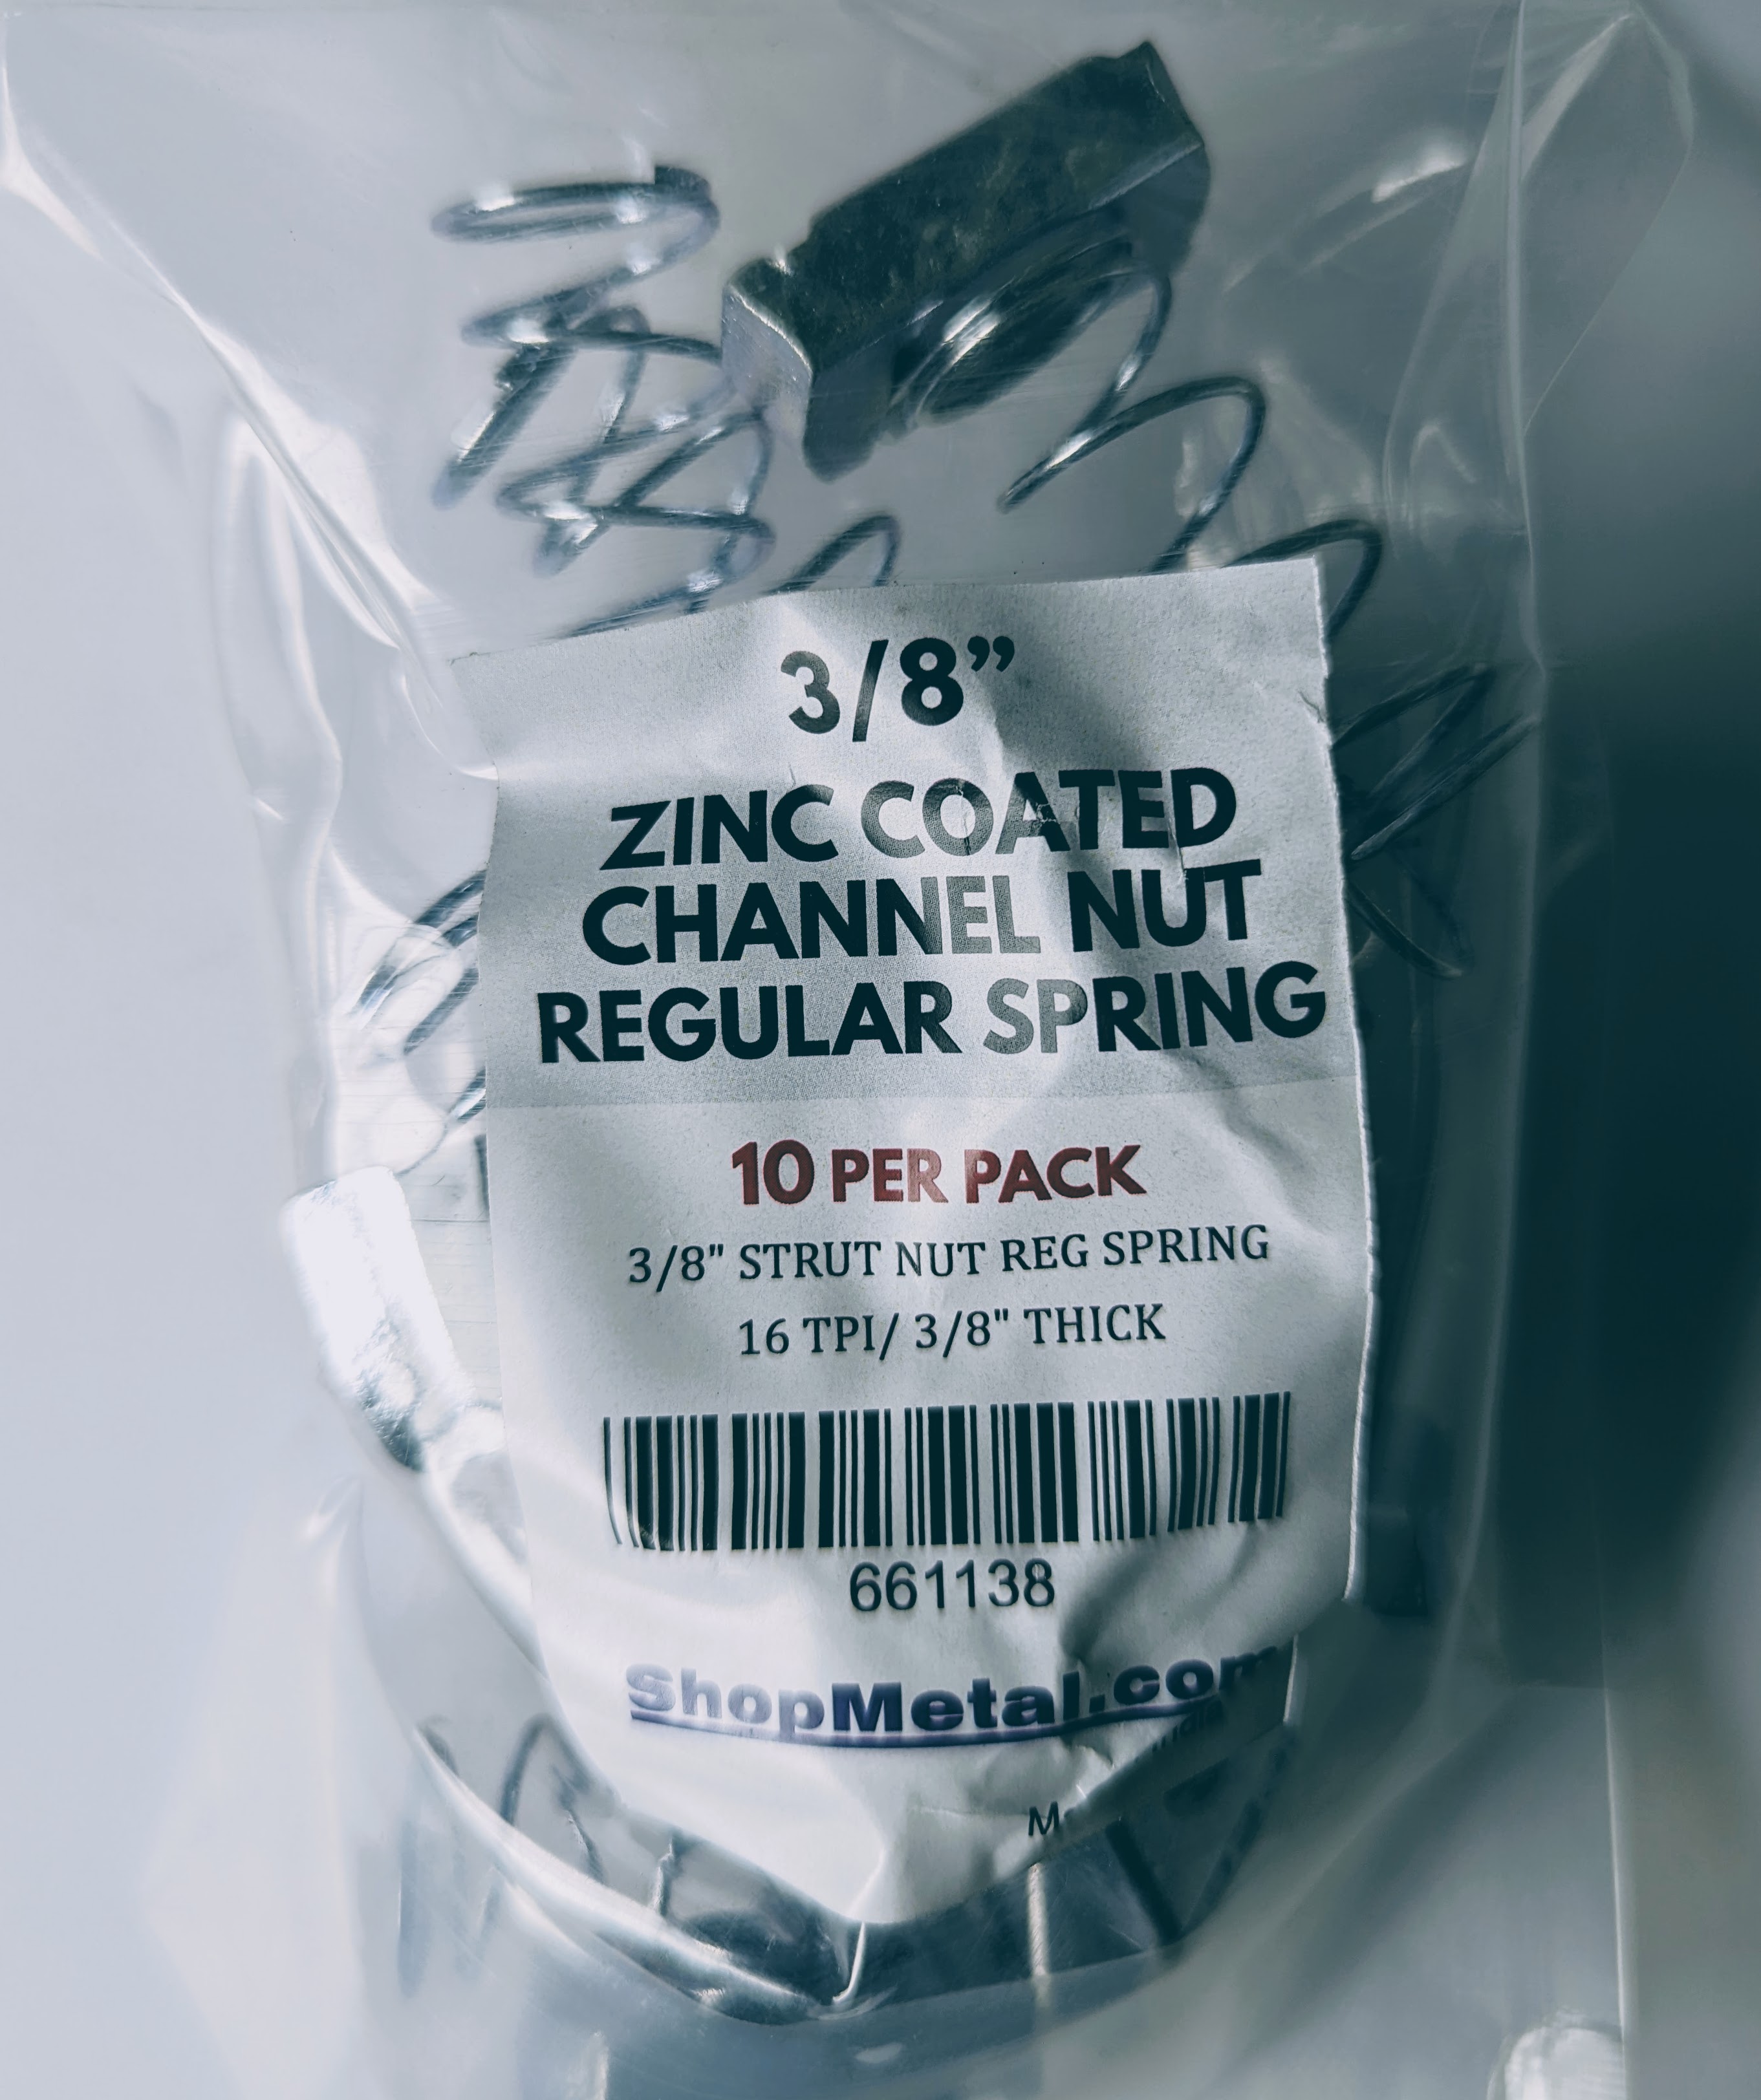 3/8”
ZINC COATED
CHANNEL NUT
REGULAR SPRING
10 PER PACK
3/8" STRUT NUT REG SPRING
16 TPI/ 3/8" THICK
661138
ShopMetal.com